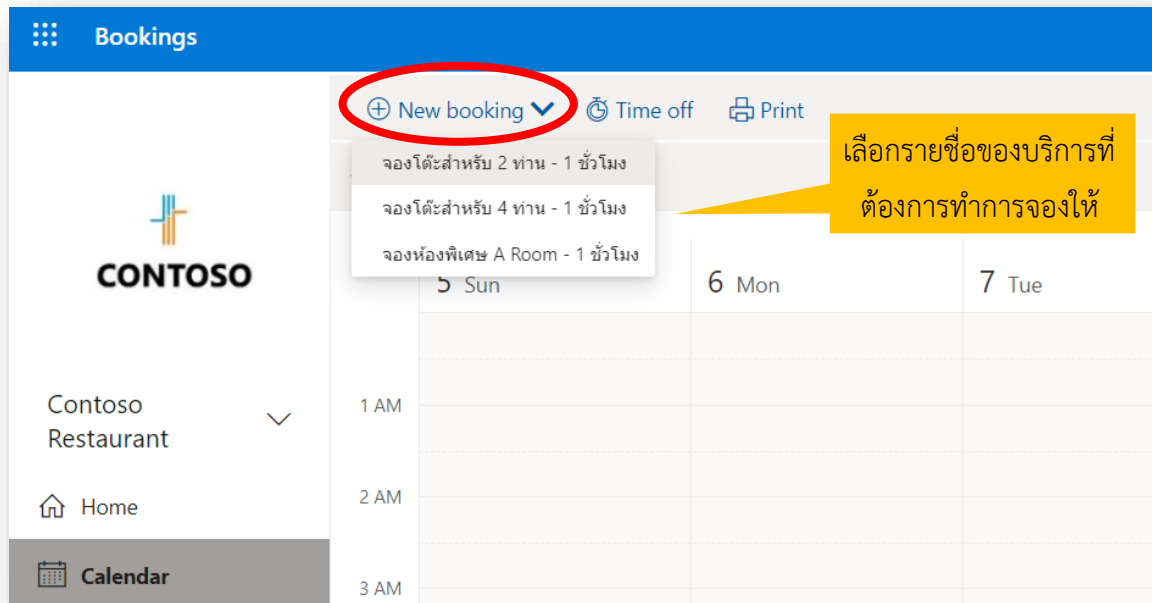 Bookings
New booking Time off Print
จองโต๊ะสำหรับ 2 ท่าน - 1 ชั่วโมง
จองโต๊ะสำหรับ 4 ท่าน - 1 ชั่วโมง
จองห้องพิเศษ A Room - 1 ชั่วโมง
เลือกรายชื่อของบริการที่
ต้องการทำการจองให้
CONTOSO
5 Sun 6 Mon 7 Tue
Contoso
Restaurant
Home
Calendar
1 AM
2 AM
3 AM